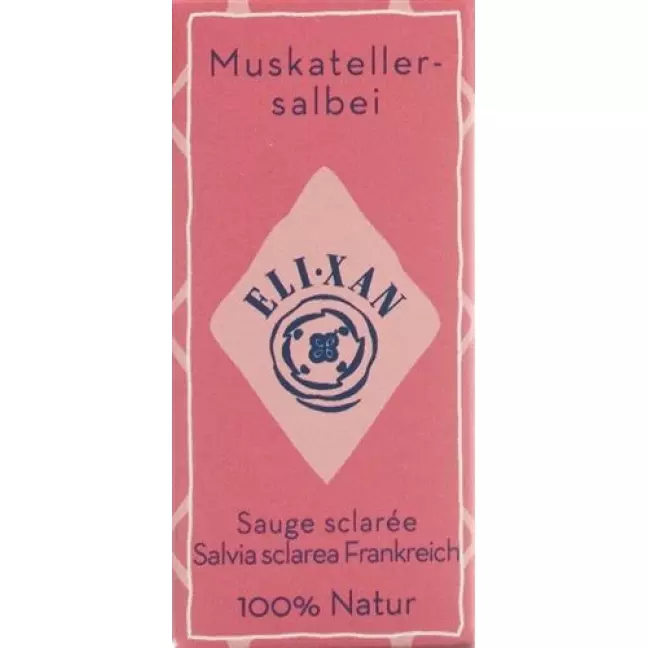 Muskateller-
salbei
ELI·XAN
Sauge sclarée
Salvia sclarea Frankreich
100% Natur